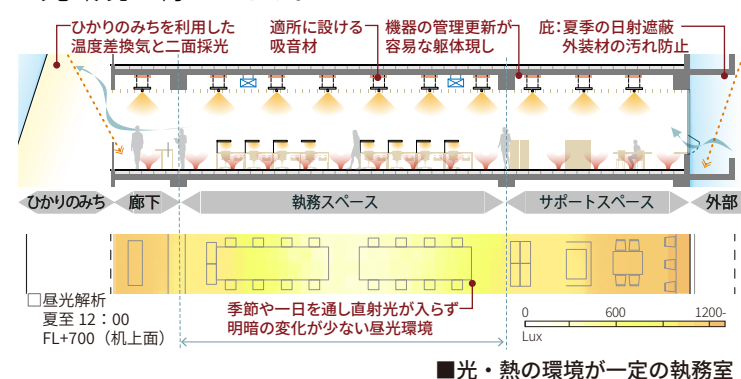 ひかりのみちを利用した
温度差換気と二面採光
適所に設ける
吸音材
機器の管理更新が
容易な躯体現し
庇：夏季の日射遮蔽
外装材の汚れ防止
ひかりのみち
廊下
執務スペース
サポートスペース
外部
□昼光解析
夏至 12：00
FL+700（机上面）
季節や一日を通し直射光が入らず
明暗の変化が少ない昼光環境
0 600 1200-
Lux
■光・熱の環境が一定の執務室